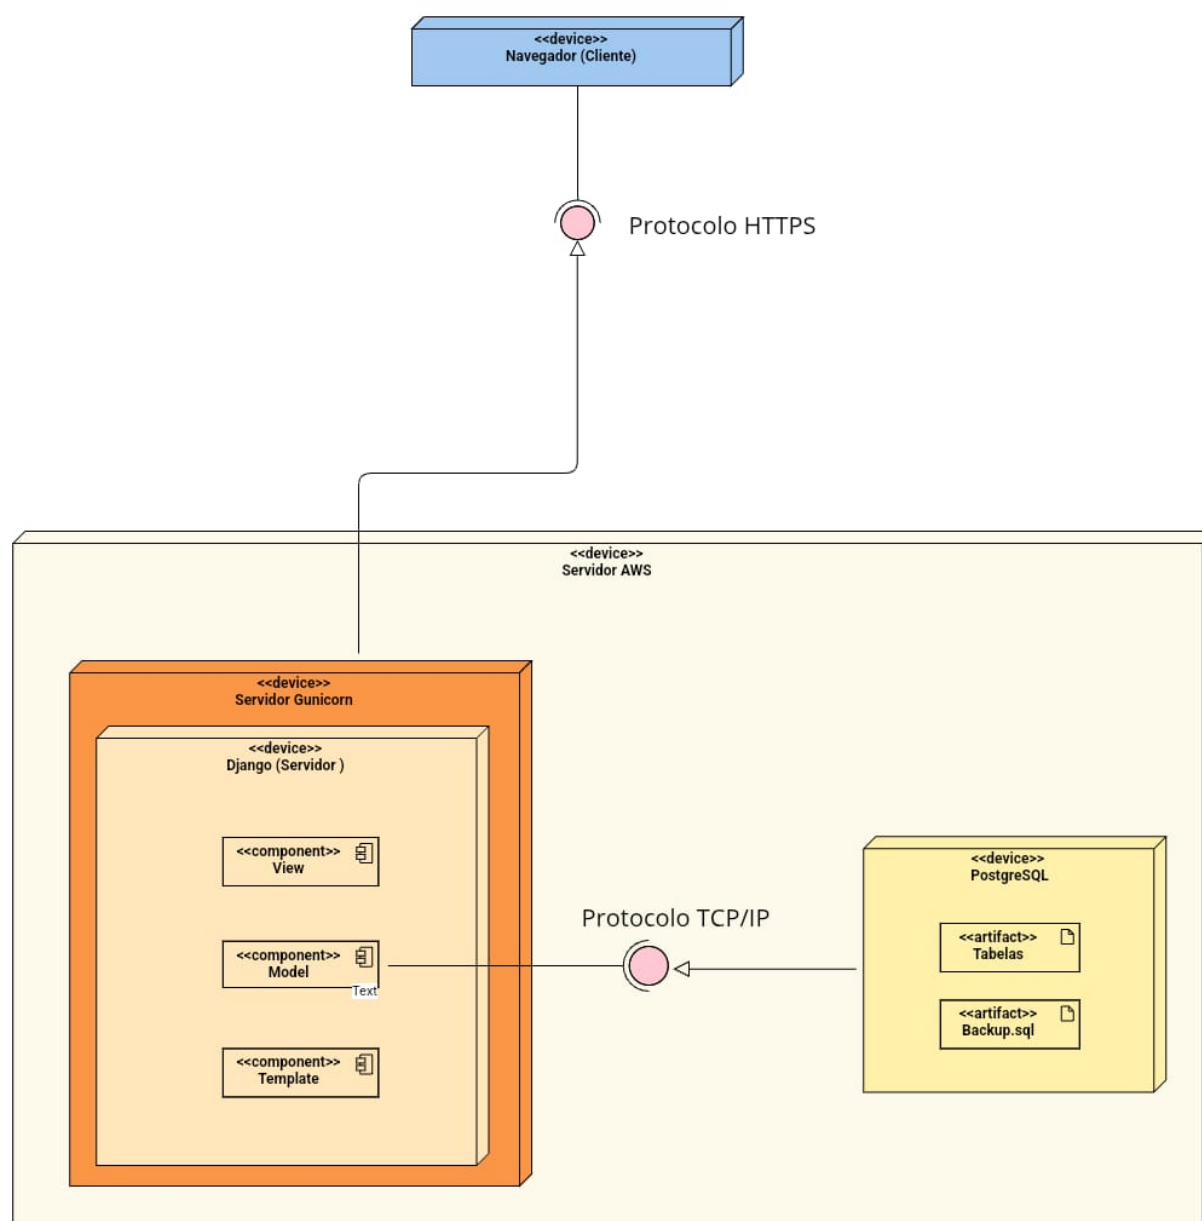 <<device>>
Navegador (Cliente)
Protocolo HTTPS
<<device>>
Servidor AWS
<<device>>
Servidor Gunicorn
<<device>>
Django (Servidor )
<<component>>
View
<<component>>
Model
Text
<<component>>
Template
Protocolo TCP/IP
<<device>>
PostgreSQL
<<artifact>>
Tabelas
<<artifact>>
Backup.sql